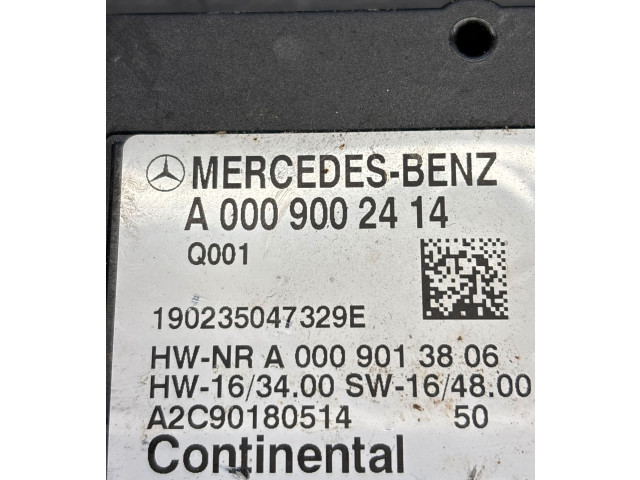 MERCEDES-BENZ
A 000 900 24 14
Q001
190235047329E
HW-NR A 000 901 38 06
HW-16/34.00 SW-16/48.00
A2C90180514 50
Continental